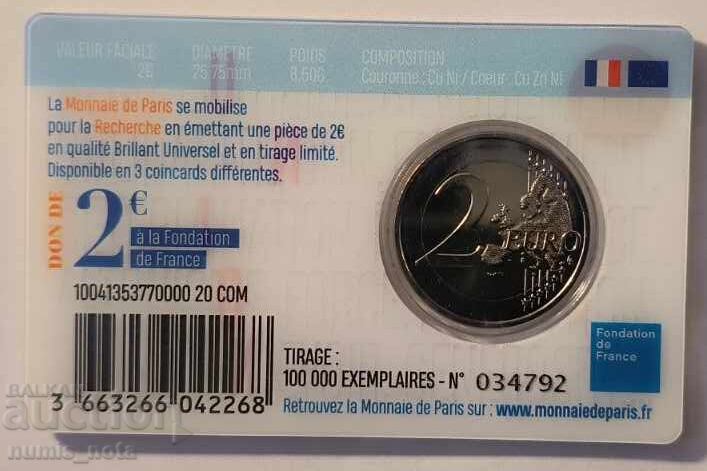 VALEUR FACIALE
2€
DIAMÈTRE
25.75mm
POIDS
8.50G
COMPOSITION
Couronne : Cu Ni / Coeur : Cu Zn Ni
La Monnaie de Paris se mobilise
pour la Recherche en émettant une pièce de 2€
en qualité Brillant Universel et en tirage limité.
Disponible en 3 coincards différentes.
DON DE
2€
à la Fondation
de France
10041353770000 20 COM
3 663266 042268
2 EURO
TIRAGE :
100 000 EXEMPLAIRES - N° 034792
Retrouvez la Monnaie de Paris sur : www.monnaiedeparis.fr
Fondation
de
France
БАЛКАН
auction
numis_nota